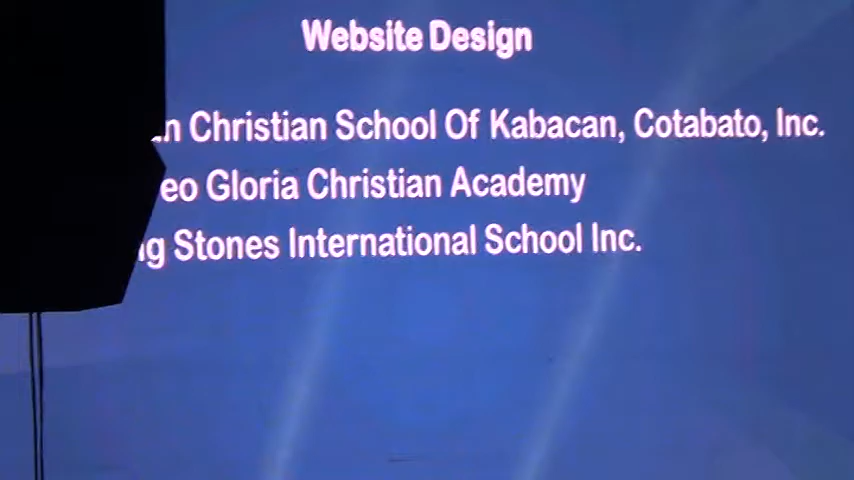 Website Design
Christian School Of Kabacan, Cotabato, Inc.
Gloria Christian Academy
Stones International School Inc.